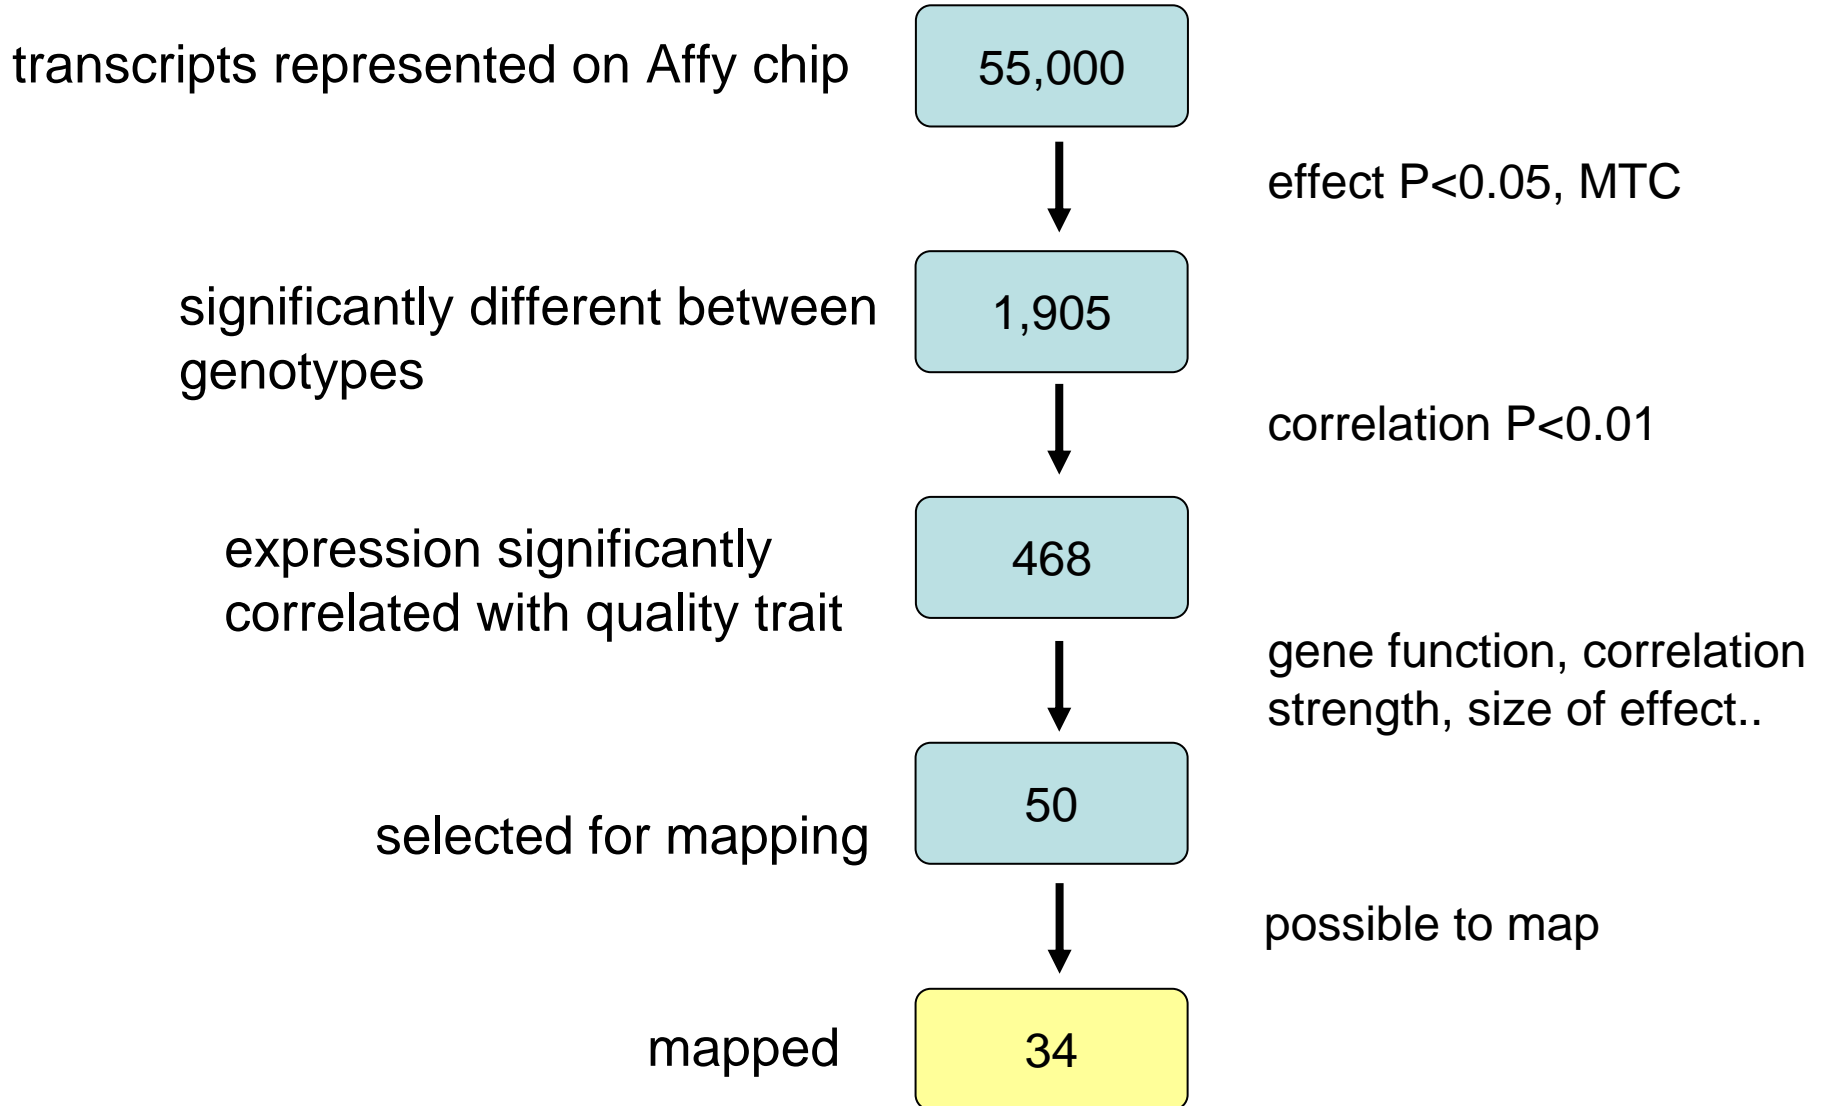 transcripts represented on Affy chip
55,000
effect P<0.05, MTC
significantly different between
genotypes
1,905
correlation P<0.01
expression significantly
correlated with quality trait
468
gene function, correlation
strength, size of effect..
50
selected for mapping
possible to map
mapped
34